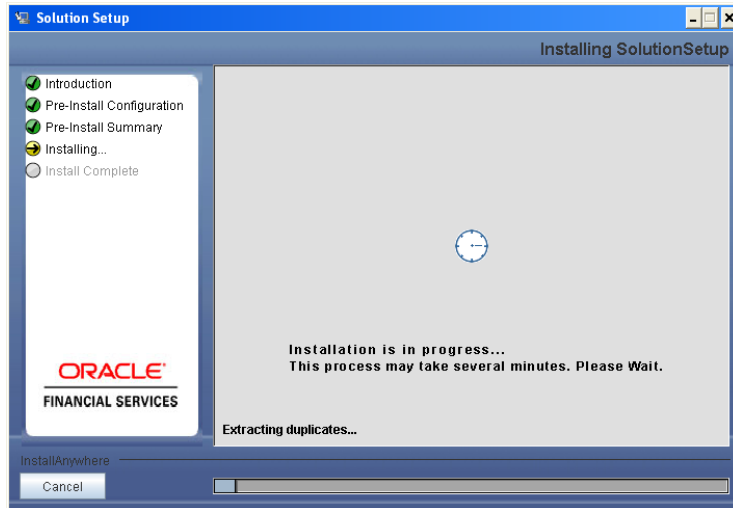 Solution Setup
Installing SolutionSetup
Introduction
Pre-Install Configuration
Pre-Install Summary
Installing...
Install Complete
Installation is in progress...
This process may take several minutes. Please Wait.
ORACLE®
FINANCIAL SERVICES
Extracting duplicates...
InstallAnywhere
Cancel